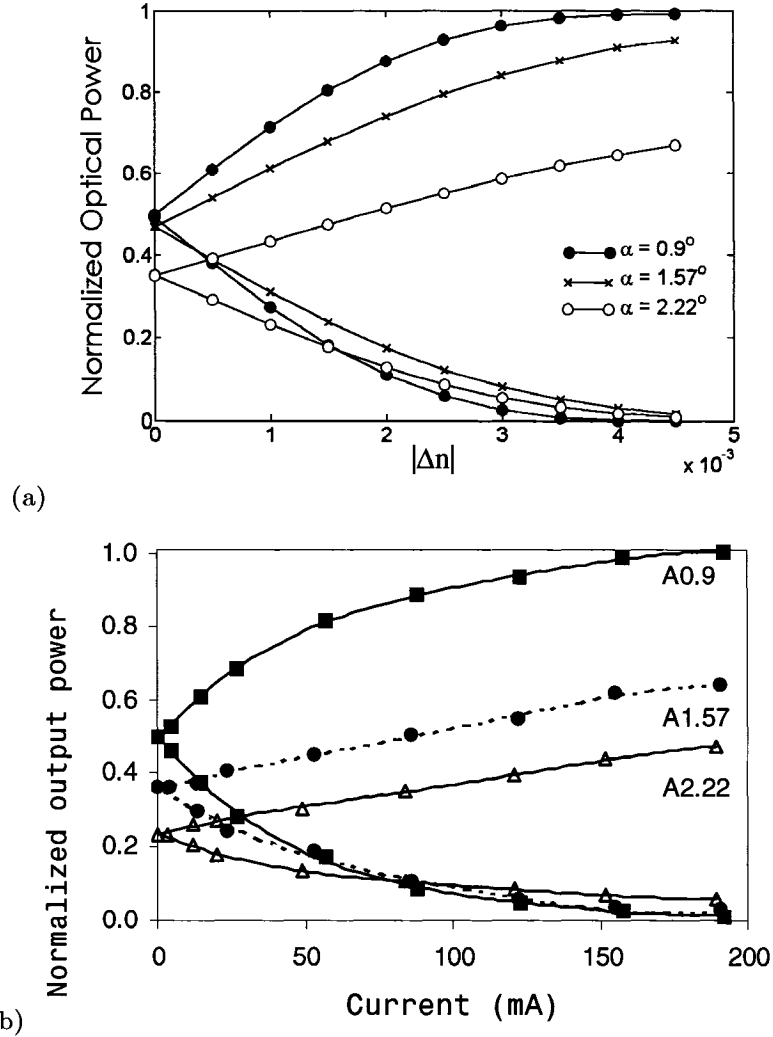 Normalized Optical Power
1
0.8
0.6
0.4
0.2
0
α = 0.9°
α = 1.57°
α = 2.22°
0 1 2 3 4 5
|Δn|
x 10⁻³
(a)
Normalized output power
1.0
0.8
0.6
0.4
0.2
0.0
A0.9
A1.57
A2.22
0 50 100 150 200
Current (mA)
b)